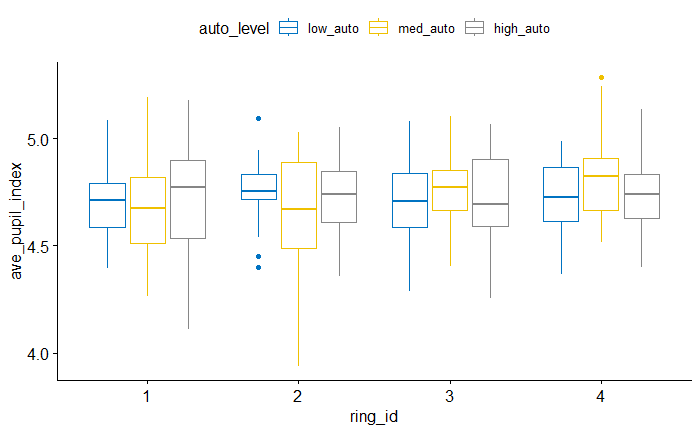 auto_level low_auto med_auto high_auto
5.0
4.5
4.0
ave_pupil_index
1 2 3 4
ring_id